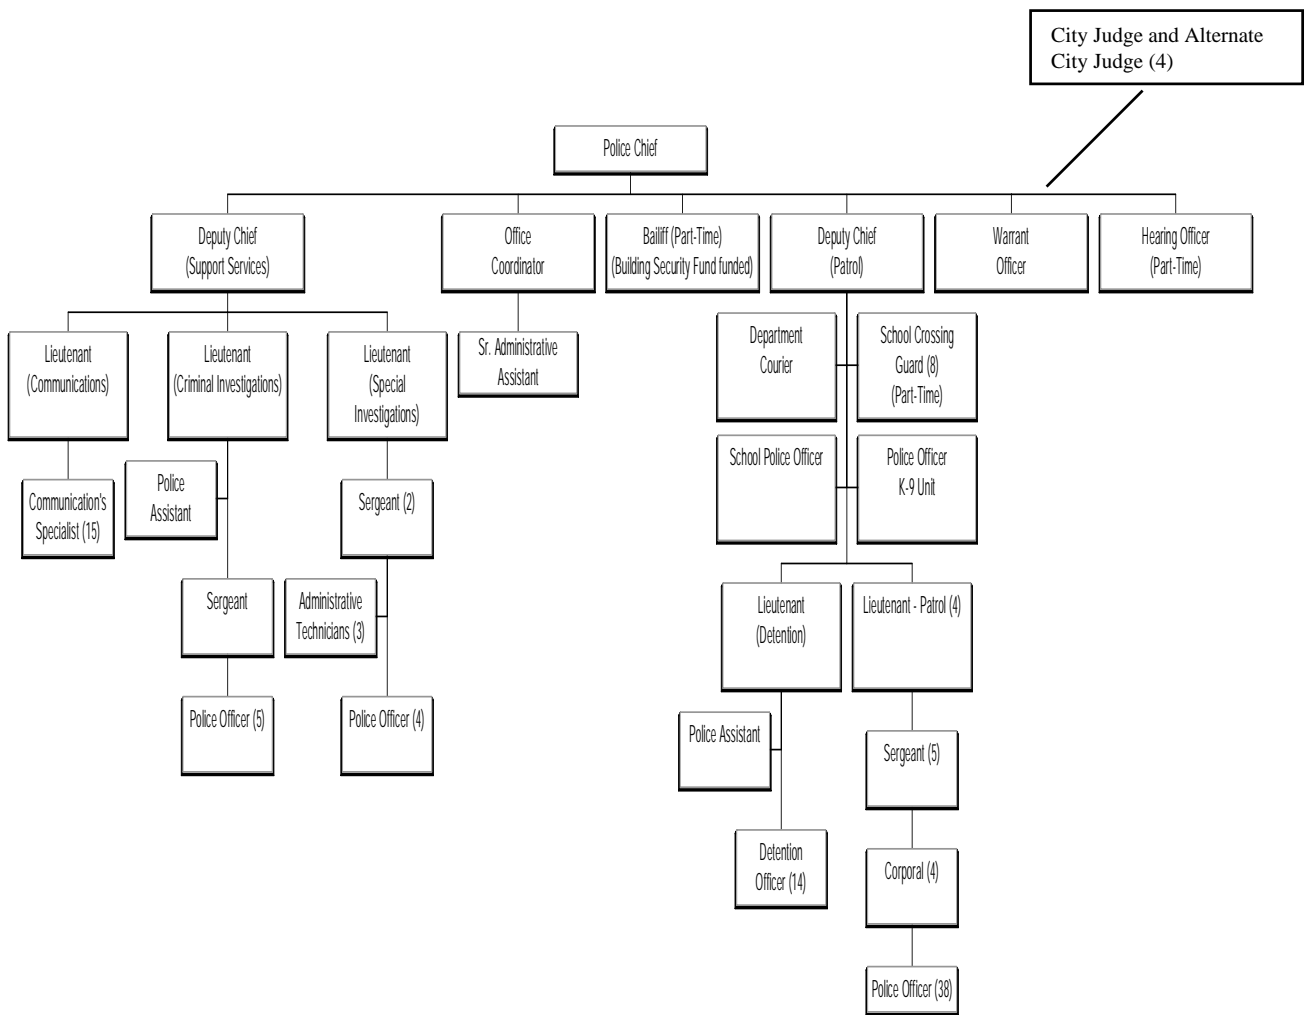 City Judge and Alternate
City Judge (4)
Police Chief
Deputy Chief
(Support Services)
Office
Coordinator
Bailiff (Part-Time)
(Building Security Fund funded)
Deputy Chief
(Patrol)
Warrant
Officer
Hearing Officer
(Part-Time)
Lieutenant
(Communications)
Lieutenant
(Criminal Investigations)
Lieutenant
(Special
Investigations)
Sr. Administrative
Assistant
Department
Courier
School Crossing
Guard (8)
(Part-Time)
School Police Officer
Police Officer
K-9 Unit
Communication's
Specialist (15)
Police
Assistant
Sergeant (2)
Sergeant
Administrative
Technicians (3)
Lieutenant
(Detention)
Lieutenant - Patrol (4)
Police Officer (5)
Police Officer (4)
Police Assistant
Sergeant (5)
Detention
Officer (14)
Corporal (4)
Police Officer (38)